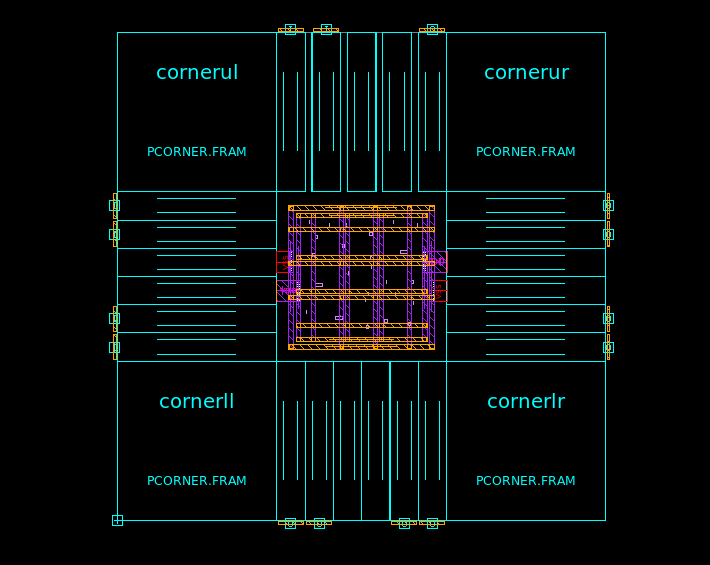 cornerul
cornerur
PCORNER.FRAM
PCORNER.FRAM
cornerll
cornerlr
PCORNER.FRAM
PCORNER.FRAM